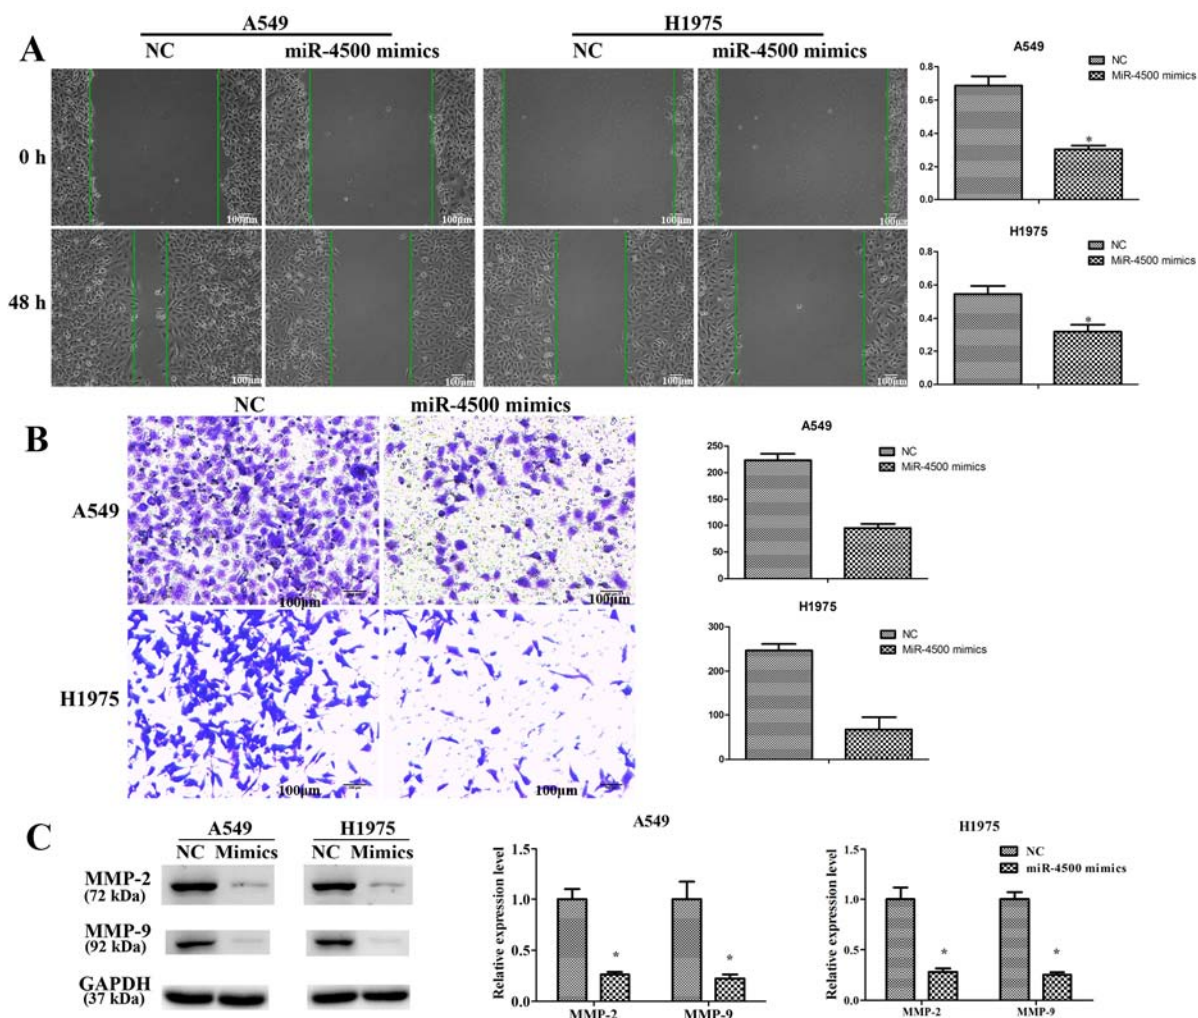 A549
H1975
A
NC
miR-4500 mimics
NC
miR-4500 mimics
0 h
100μm
100μm
100μm
100μm
48 h
100μm
100μm
100μm
100μm
A549
NC
MiR-4500 mimics
0.8
0.6
0.4
0.2
0.0
*
H1975
NC
MiR-4500 mimics
0.8
0.6
0.4
0.2
0.0
*
B
NC
miR-4500 mimics
A549
100μm
100μm
H1975
100μm
100μm
A549
NC
MiR-4500 mimics
250
200
150
100
50
0
H1975
NC
MiR-4500 mimics
300
200
100
0
C
A549
H1975
NC Mimics
NC Mimics
MMP-2
(72 kDa)
MMP-9
(92 kDa)
GAPDH
(37 kDa)
A549
Relative expression level
1.5
1.0
0.5
0.0
*
*
MMP-2
MMP-9
H1975
NC
miR-4500 mimics
Relative expression level
1.5
1.0
0.5
0.0
*
*
MMP-2
MMP-9